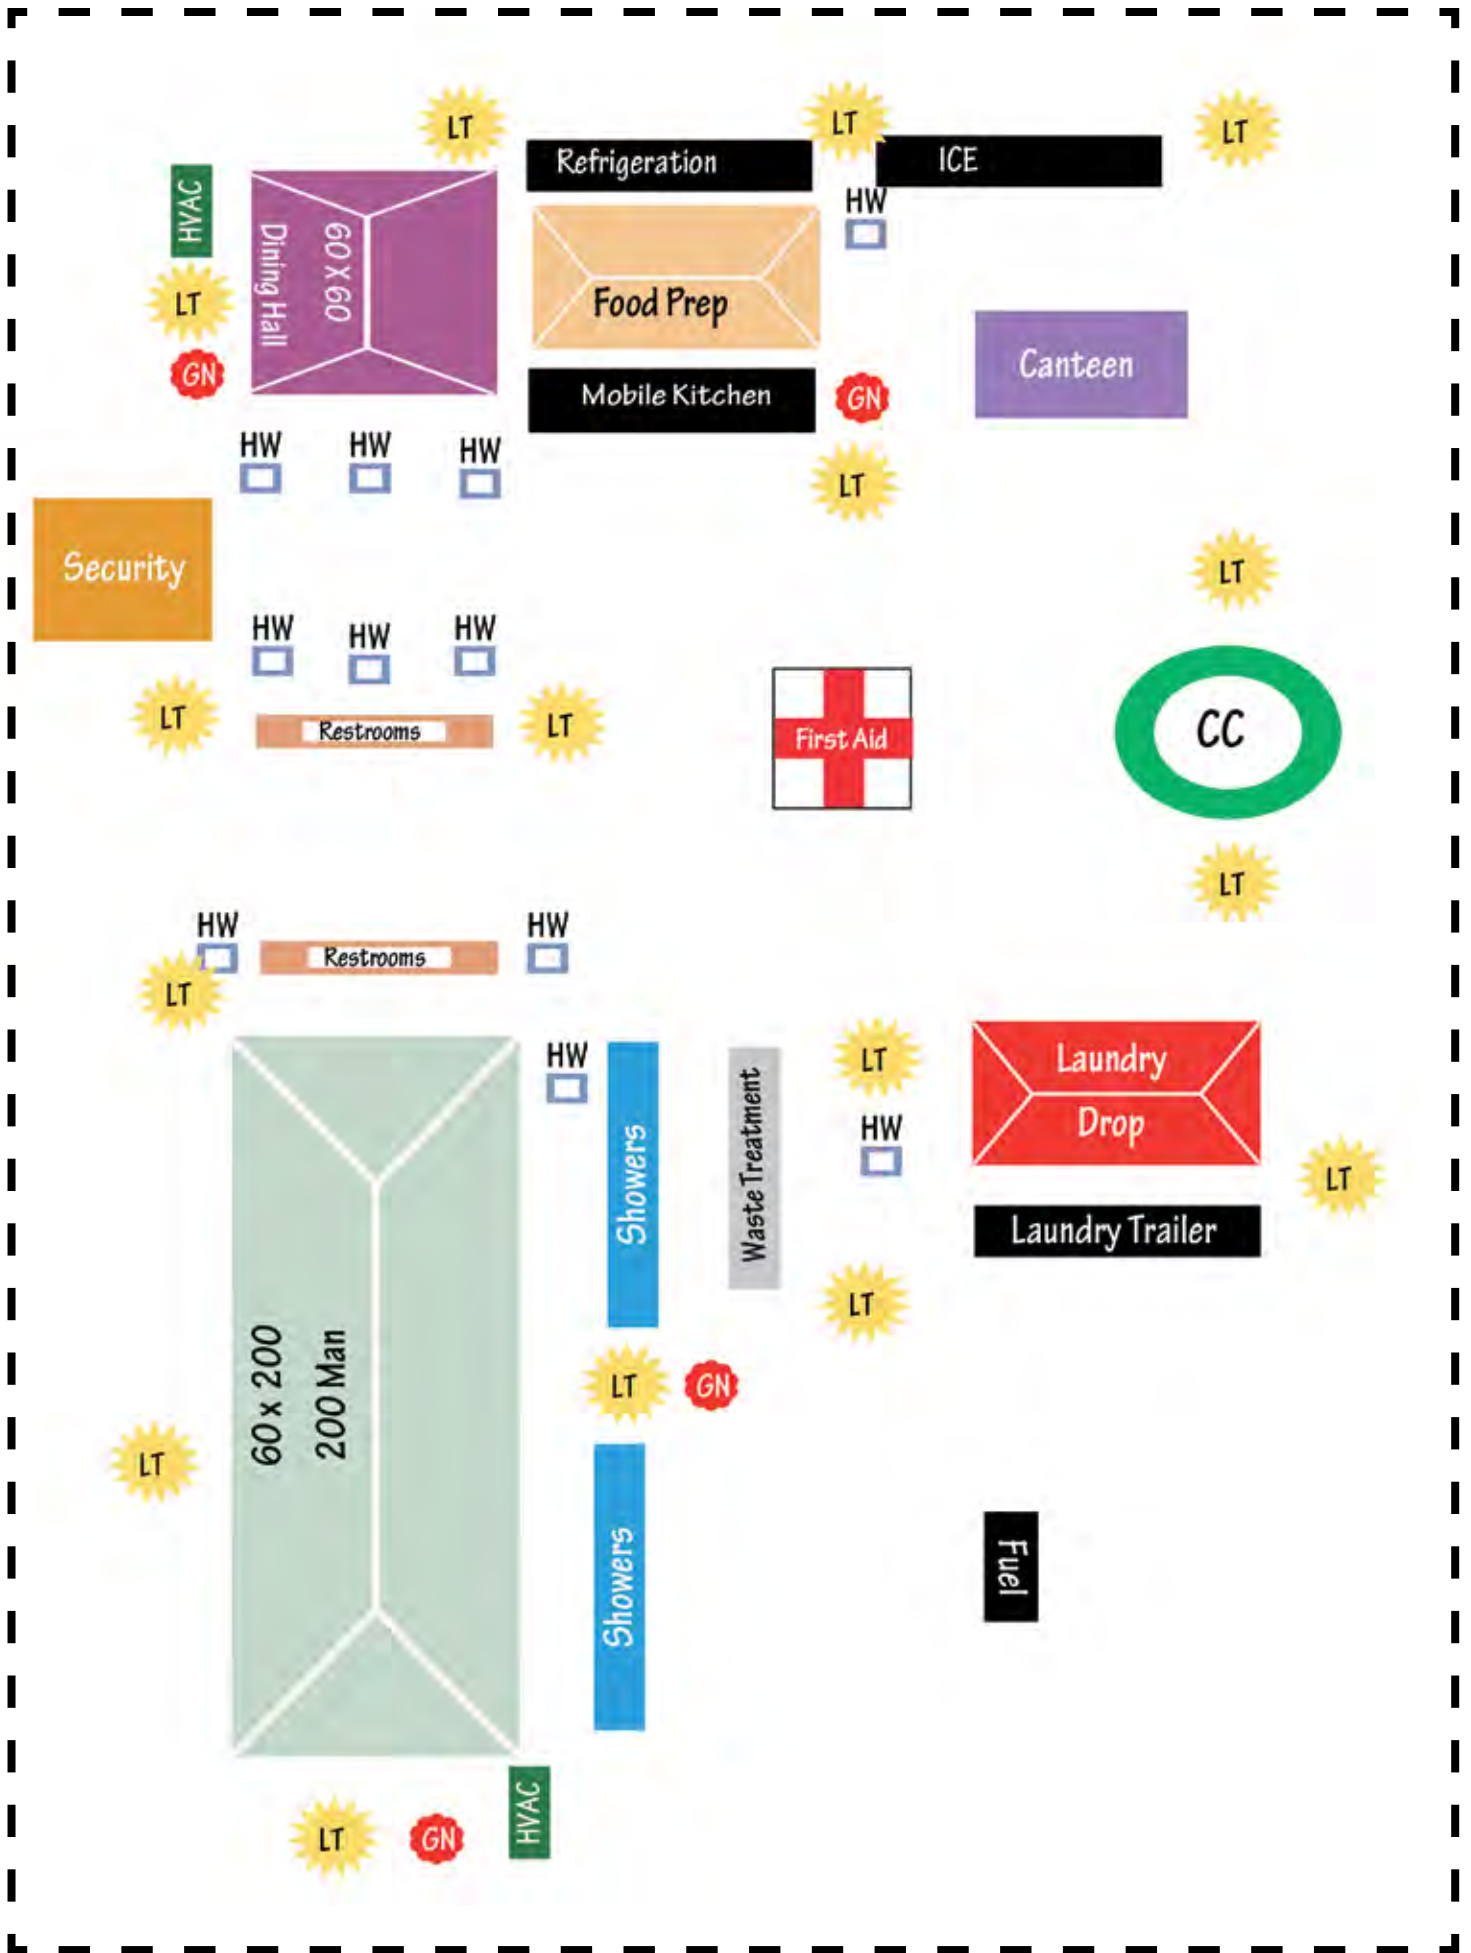 LT
LT
LT
Refrigeration
ICE
HVAC
HW
Dining Hall
60 X 60
LT
Food Prep
GN
Canteen
Mobile Kitchen
GN
HW
HW
HW
LT
Security
LT
HW
HW
HW
LT
Restrooms
LT
First Aid
CC
LT
HW
HW
Restrooms
LT
HW
LT
Laundry
Drop
Showers
Waste Treatment
HW
LT
Laundry Trailer
LT
60 x 200
200 Man
LT
GN
LT
Fuel
Showers
HVAC
LT
GN